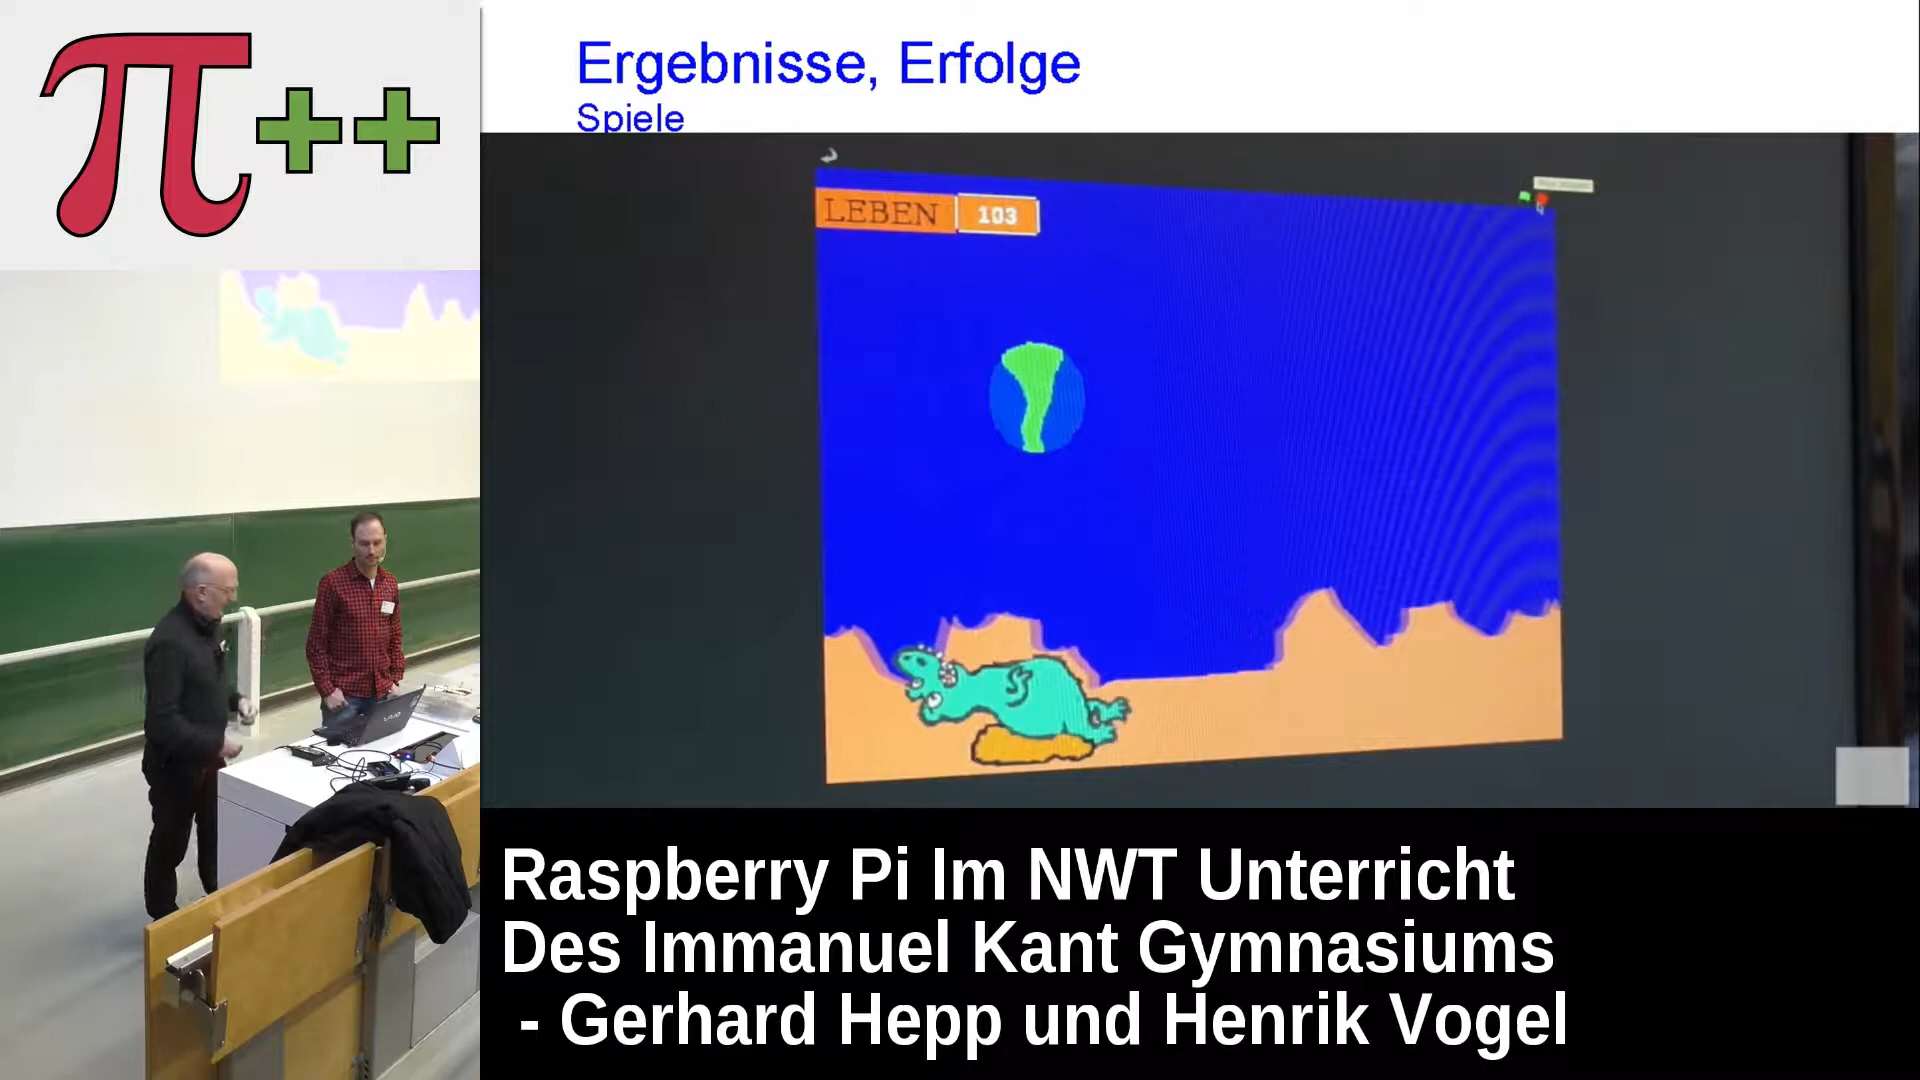 π++
Ergebnisse, Erfolge
Spiele
LEBEN 103
VAIO
Raspberry Pi Im NWT Unterricht
Des Immanuel Kant Gymnasiums
- Gerhard Hepp und Henrik Vogel